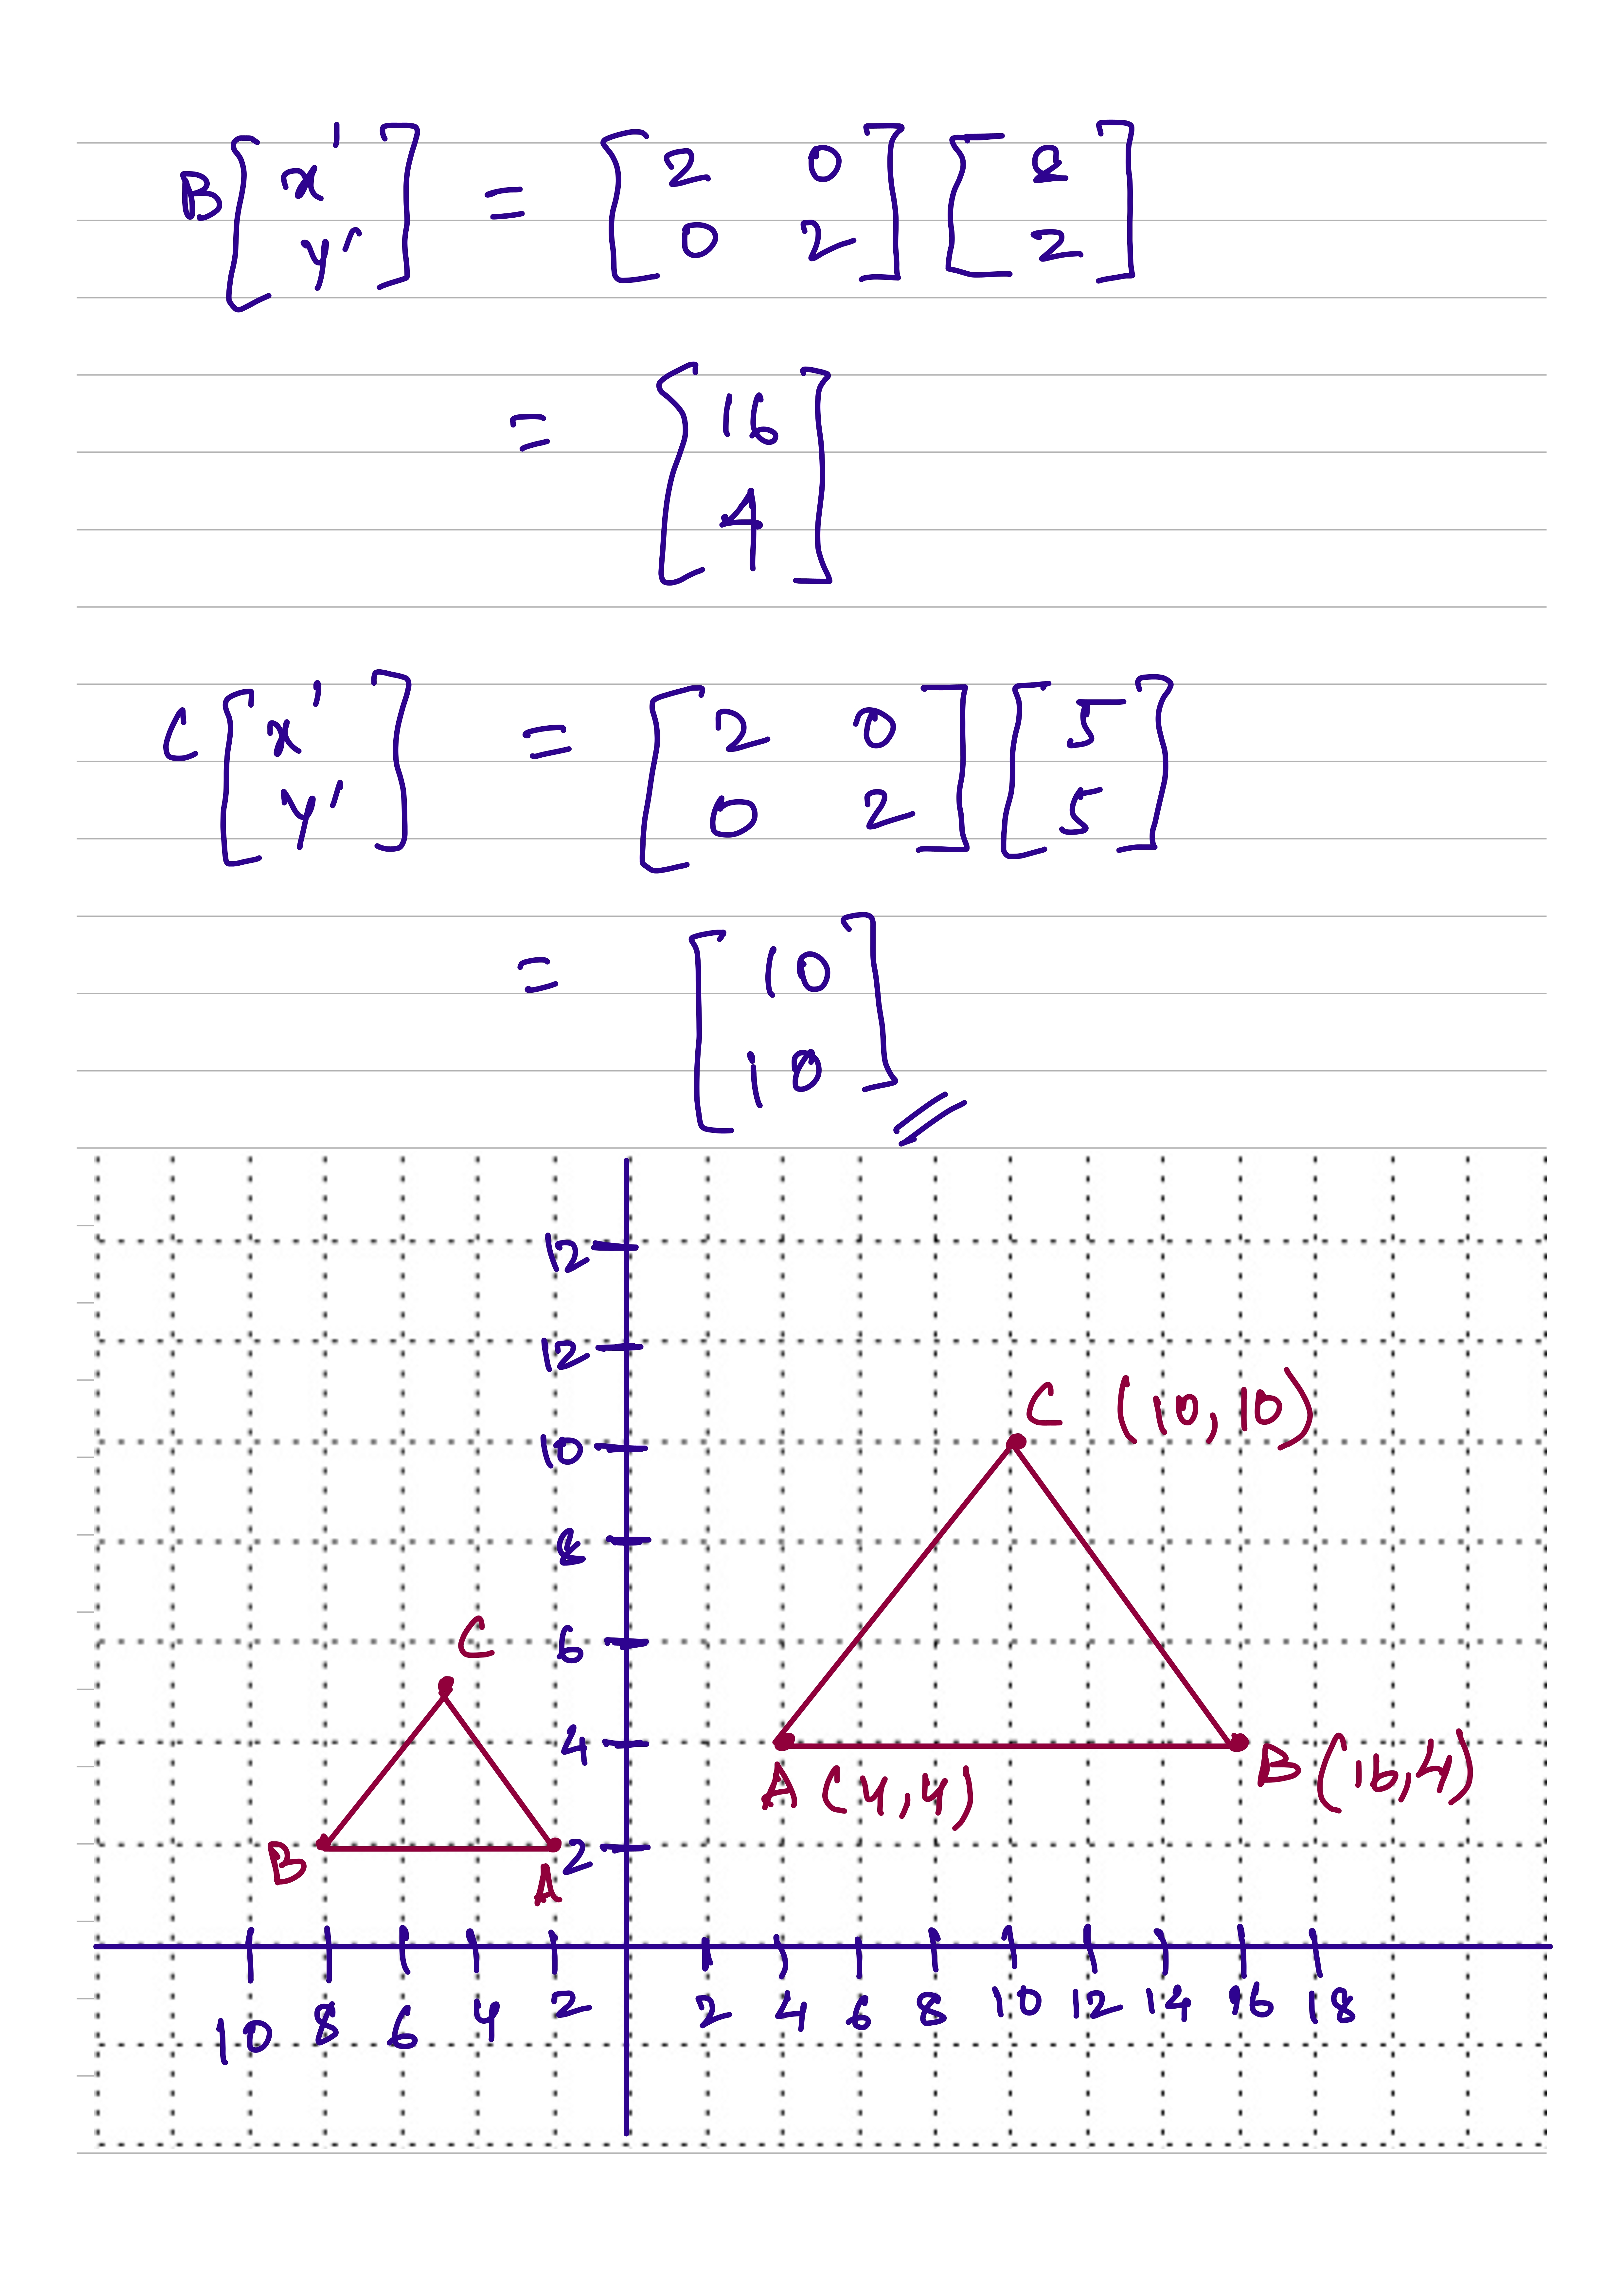 B [ x' ] = [ 2 0 ] [ 8 ]
[ y' ] [ 0 2 ] [ 2 ]
= [ 16 ]
[ 4 ]
C [ x' ] = [ 2 0 ] [ 5 ]
[ y' ] [ 0 2 ] [ 5 ]
= [ 10 ]
[ 10 ]
12
12
C (10,10)
10
8
C
6
4
A (4,4) B (16,4)
B A 2
10 8 6 4 2 2 4 6 8 10 12 14 16 18